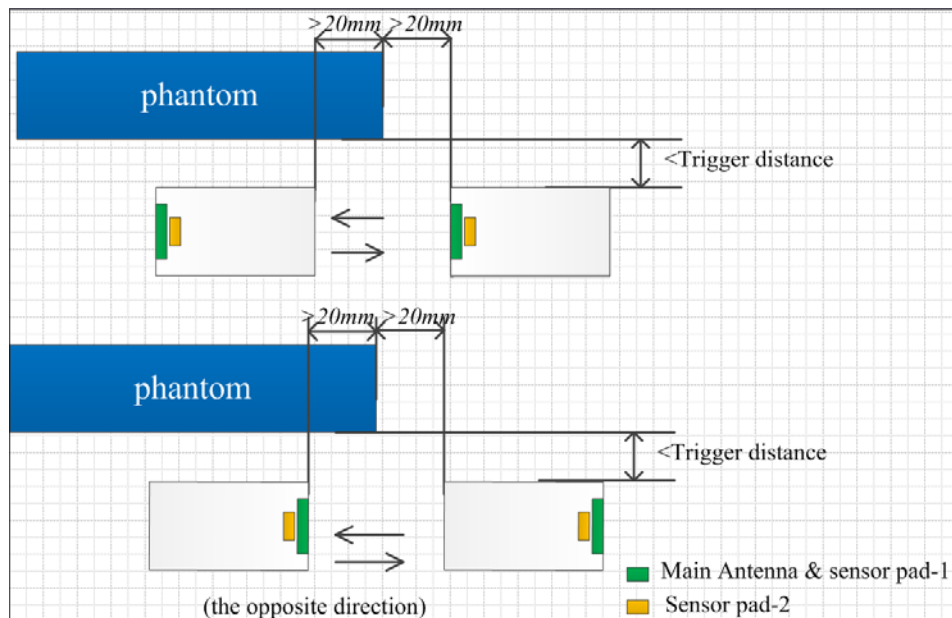 >20mm >20mm
phantom
<Trigger distance
>20mm >20mm
phantom
<Trigger distance
Main Antenna & sensor pad-1
(the opposite direction)
Sensor pad-2